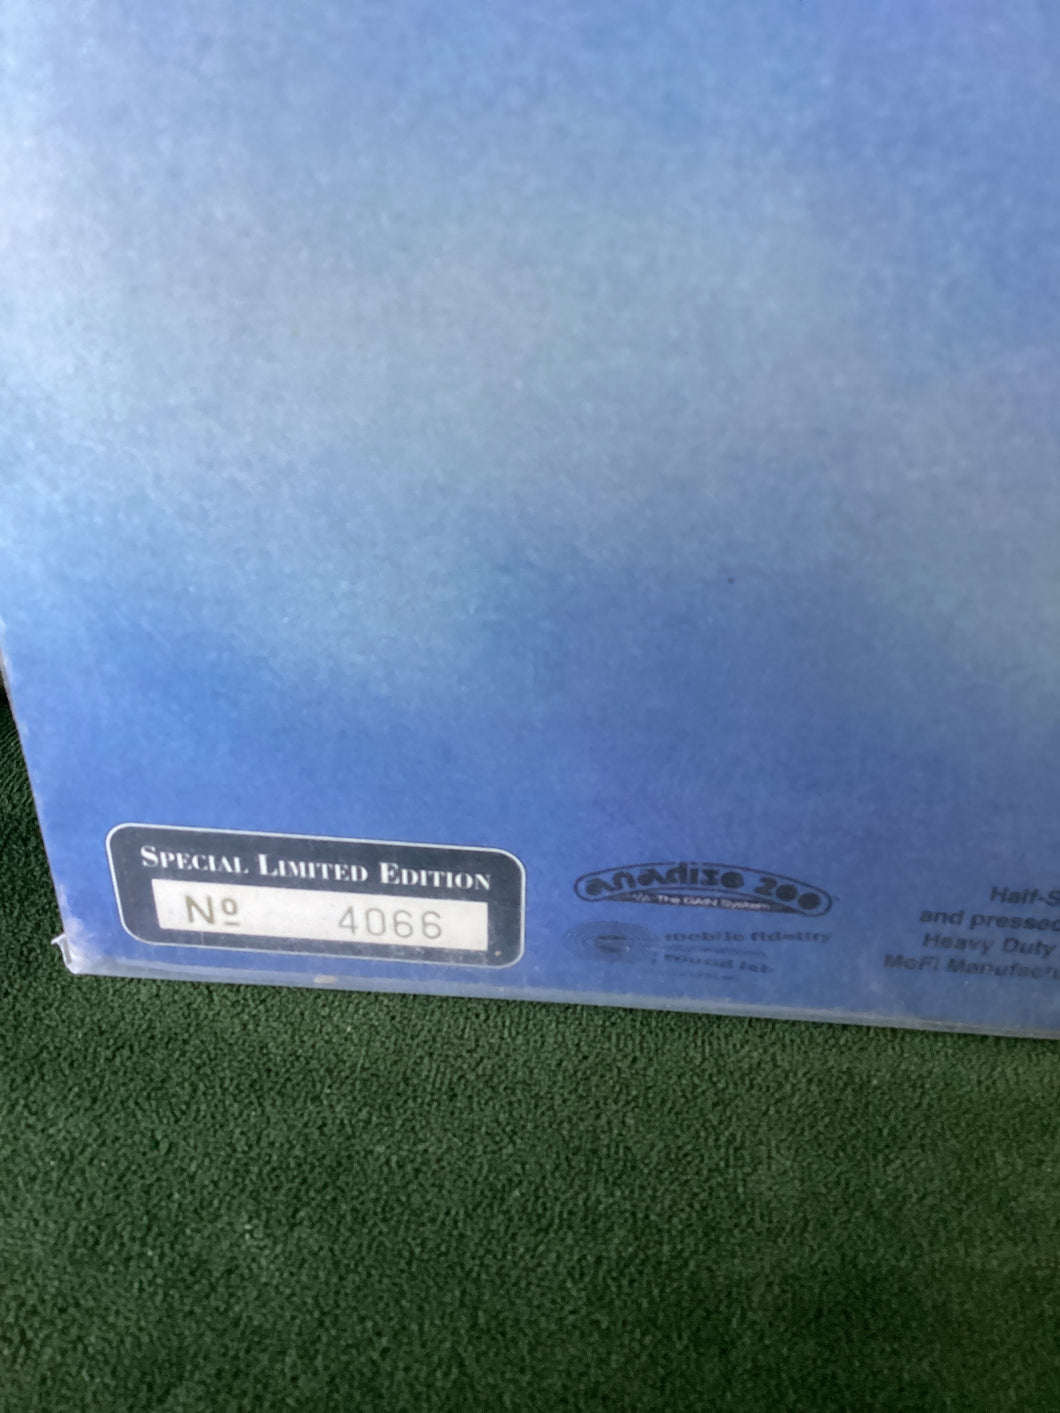 SPECIAL LIMITED EDITION
Nº 4066
anadisc 200
The GAIN System
mobile fidelity
sound lab
Half-S
and pressed
Heavy Duty
MoFi Manufactu